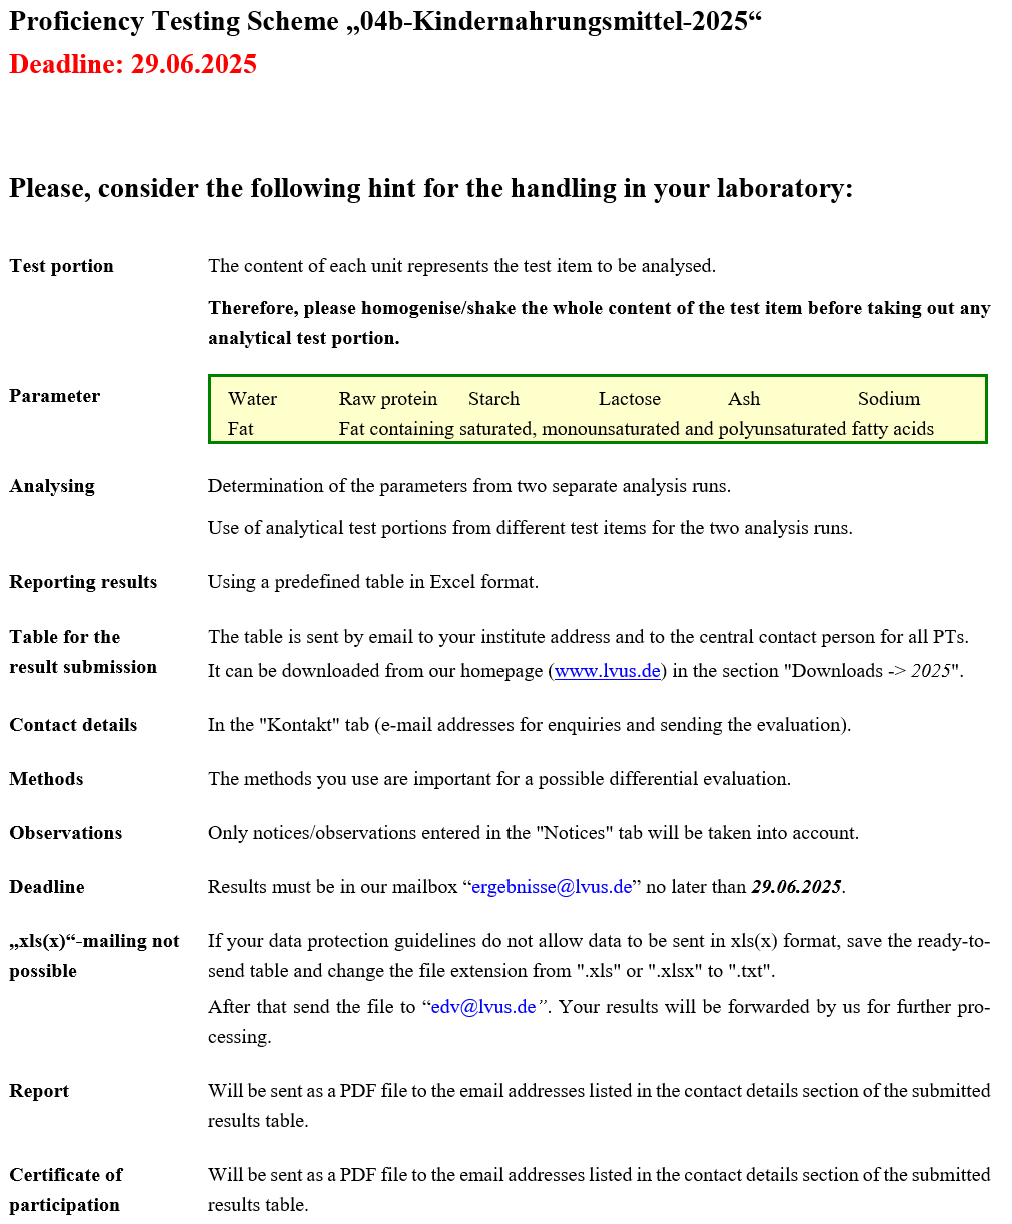 Proficiency Testing Scheme „04b-Kindernahrungsmittel-2025“
Deadline: 29.06.2025
Please, consider the following hint for the handling in your laboratory:
Test portion The content of each unit represents the test item to be analysed.
Therefore, please homogenise/shake the whole content of the test item before taking out any
analytical test portion.
Parameter Water Raw protein Starch Lactose Ash Sodium
Fat Fat containing saturated, monounsaturated and polyunsaturated fatty acids
Analysing Determination of the parameters from two separate analysis runs.
Use of analytical test portions from different test items for the two analysis runs.
Reporting results Using a predefined table in Excel format.
Table for the The table is sent by email to your institute address and to the central contact person for all PTs.
result submission It can be downloaded from our homepage (www.lvus.de) in the section "Downloads -> 2025".
Contact details In the "Kontakt" tab (e-mail addresses for enquiries and sending the evaluation).
Methods The methods you use are important for a possible differential evaluation.
Observations Only notices/observations entered in the "Notices" tab will be taken into account.
Deadline Results must be in our mailbox “ergebnisse@lvus.de” no later than 29.06.2025.
„xls(x)“-mailing not If your data protection guidelines do not allow data to be sent in xls(x) format, save the ready-to-
possible send table and change the file extension from ".xls" or ".xlsx" to ".txt".
After that send the file to “edv@lvus.de”. Your results will be forwarded by us for further pro-
cessing.
Report Will be sent as a PDF file to the email addresses listed in the contact details section of the submitted
results table.
Certificate of Will be sent as a PDF file to the email addresses listed in the contact details section of the submitted
participation results table.